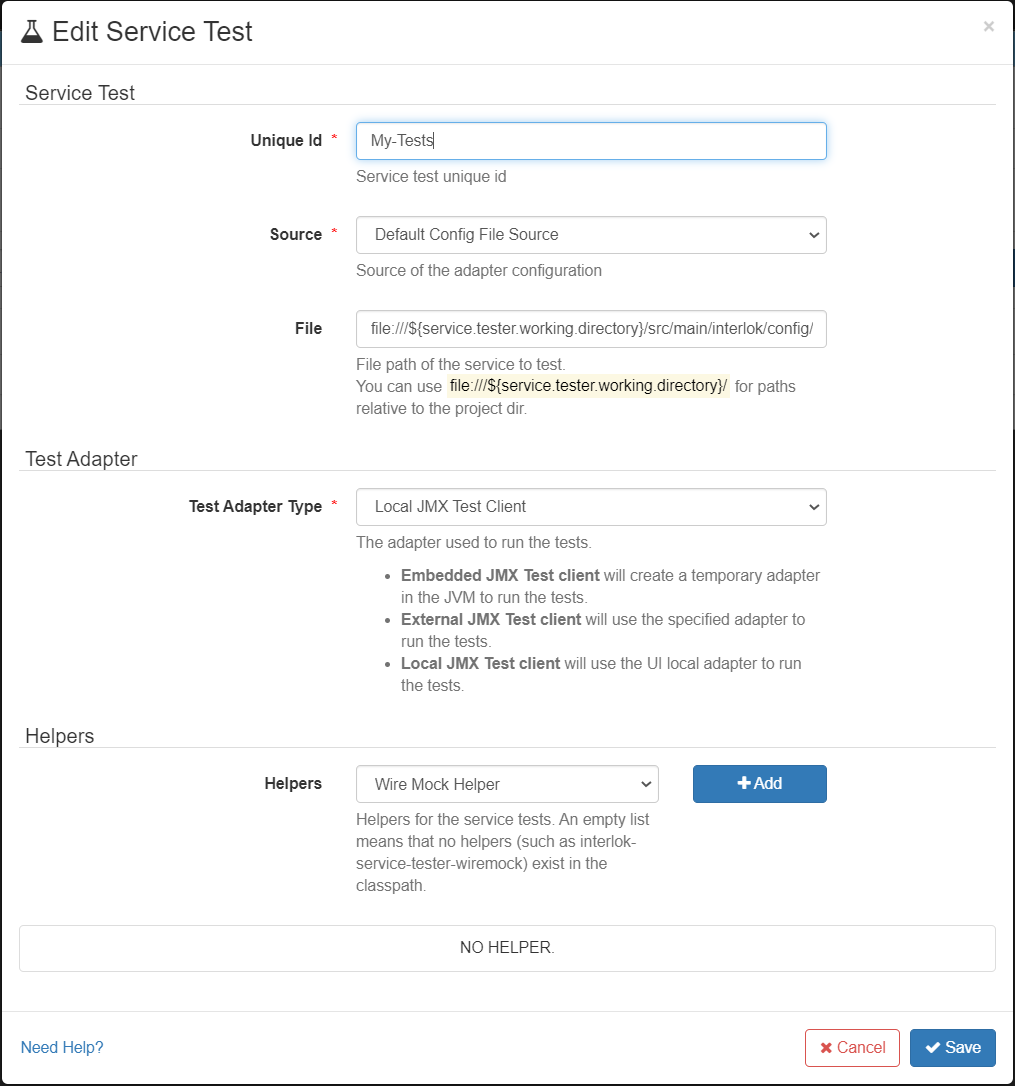 Edit Service Test
×
Service Test
Unique Id *
My-Tests
Service test unique id
Source *
Default Config File Source
Source of the adapter configuration
File
file:///${service.tester.working.directory}/src/main/interlok/config/
File path of the service to test.
You can use file:///${service.tester.working.directory}/ for paths
relative to the project dir.
Test Adapter
Test Adapter Type *
Local JMX Test Client
The adapter used to run the tests.
• Embedded JMX Test client will create a temporary adapter
in the JVM to run the tests.
• External JMX Test client will use the specified adapter to
run the tests.
• Local JMX Test client will use the UI local adapter to run
the tests.
Helpers
Helpers
Wire Mock Helper
Add
Helpers for the service tests. An empty list
means that no helpers (such as interlok-
service-tester-wiremock) exist in the
classpath.
NO HELPER.
Need Help?
Cancel
Save